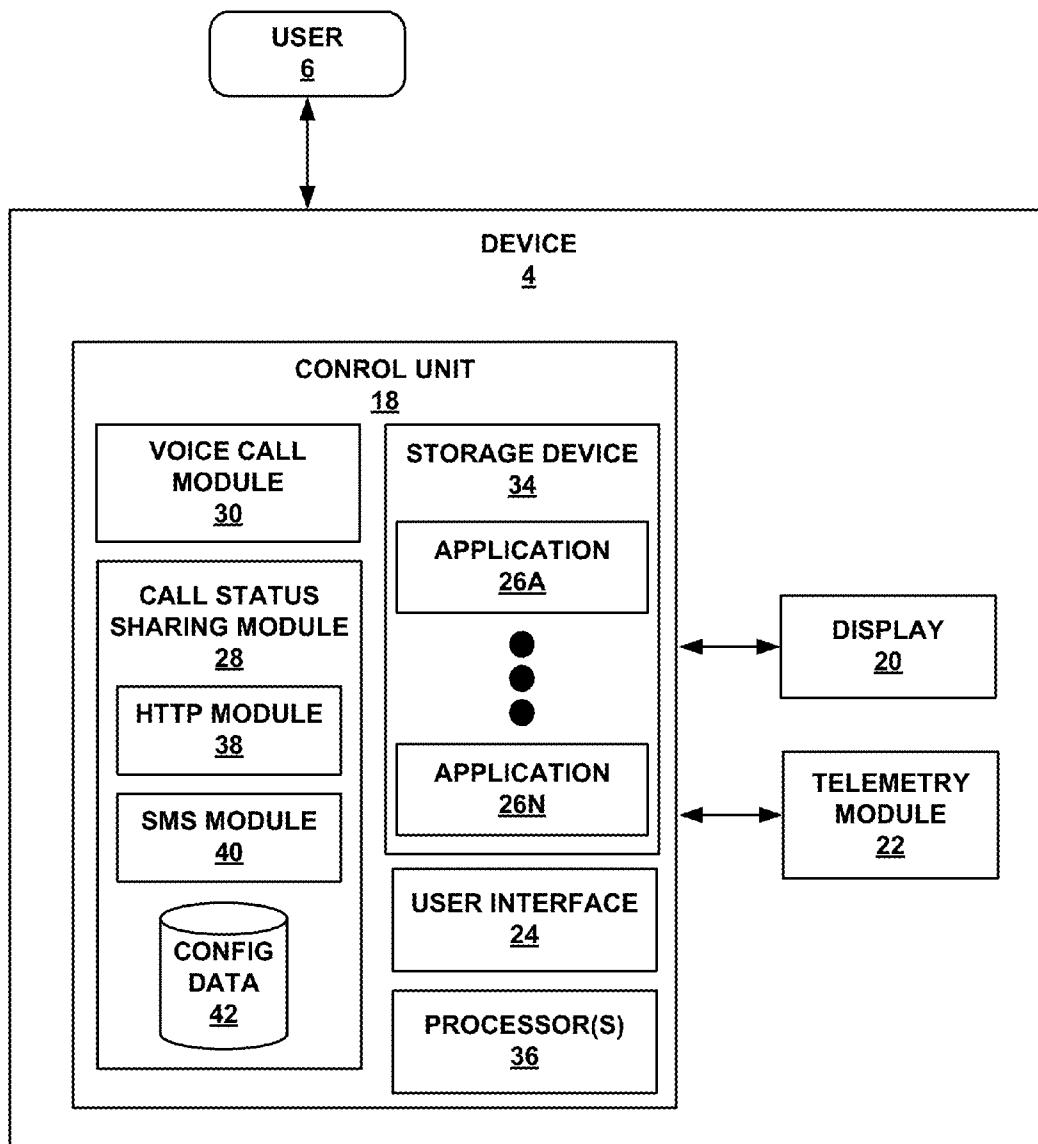 USER
6
DEVICE
4
CONROL UNIT
18
VOICE CALL
MODULE
30
CALL STATUS
SHARING MODULE
28
HTTP MODULE
38
SMS MODULE
40
CONFIG
DATA
42
STORAGE DEVICE
34
APPLICATION
26A
APPLICATION
26N
USER INTERFACE
24
PROCESSOR(S)
36
DISPLAY
20
TELEMETRY
MODULE
22